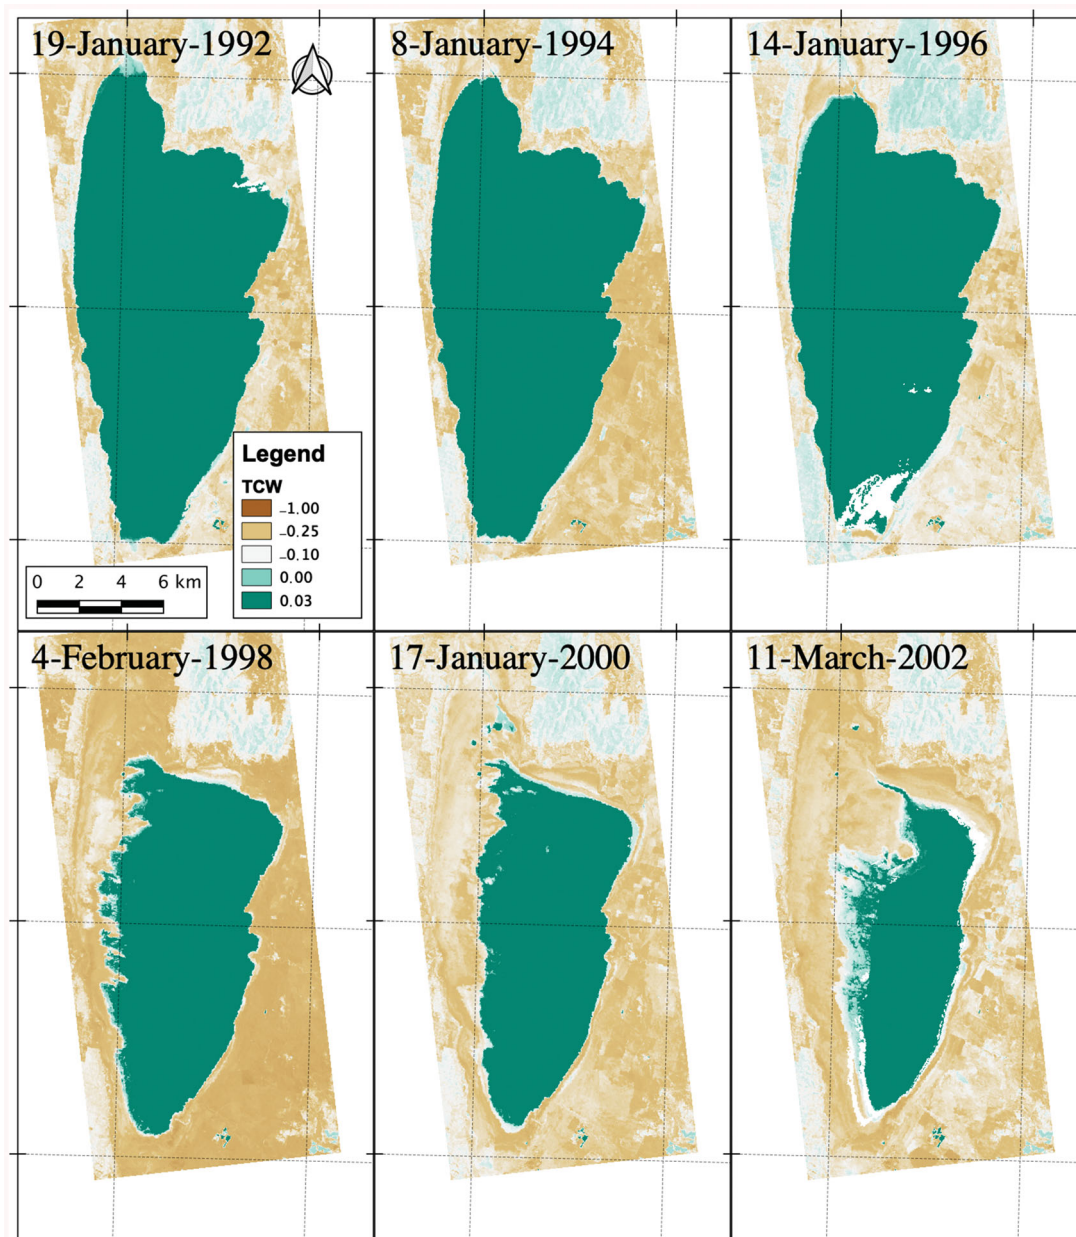 19-January-1992
8-January-1994
14-January-1996
Legend
TCW
-1.00
-0.25
-0.10
0.00
0.03
0 2 4 6 km
4-February-1998
17-January-2000
11-March-2002